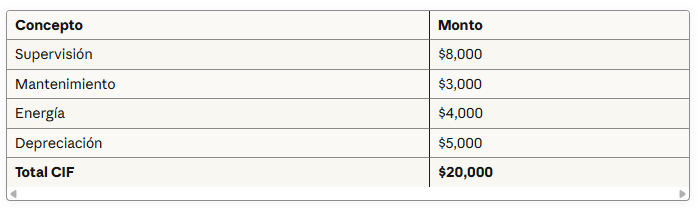 Concepto Monto
Supervisión $8,000
Mantenimiento $3,000
Energía $4,000
Depreciación $5,000
Total CIF $20,000